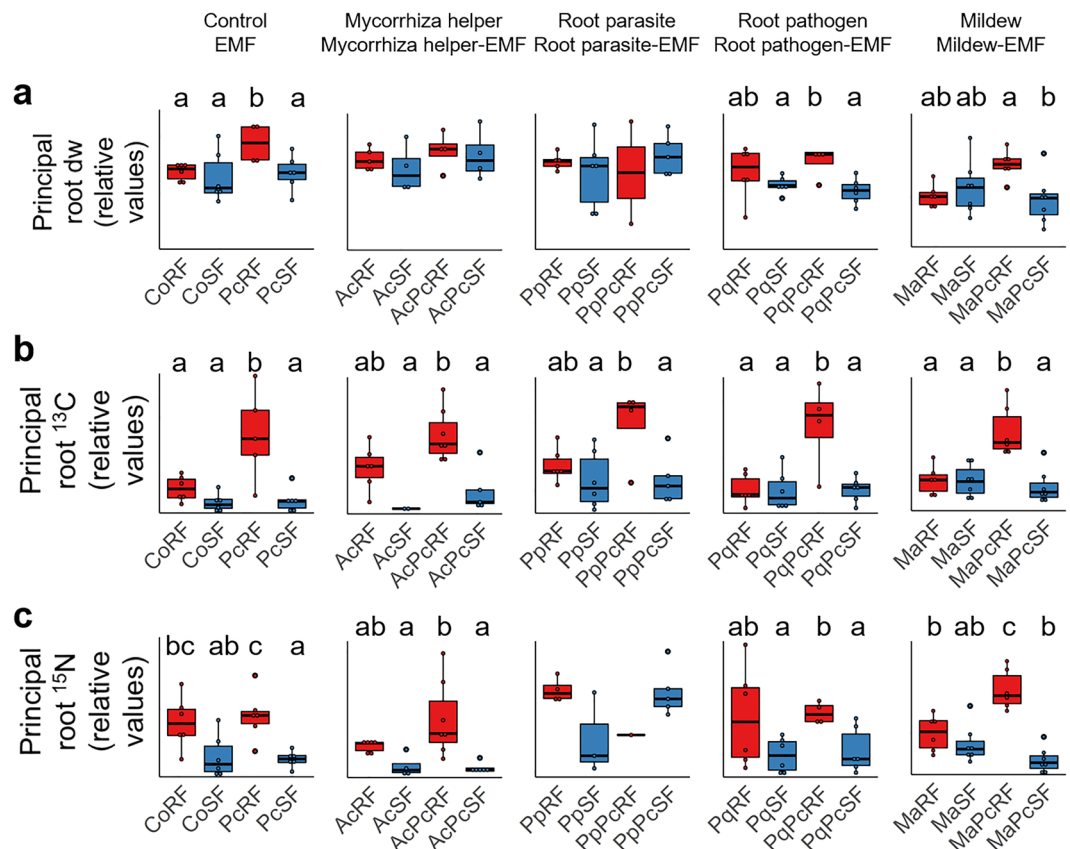 Control
EMF
Mycorrhiza helper
Mycorrhiza helper-EMF
Root parasite
Root parasite-EMF
Root pathogen
Root pathogen-EMF
Mildew
Mildew-EMF
a
Principal
root dw
(relative
values)
a a b a
ab a b a
ab ab a b
CoRF CoSF PcRF PcSF
AcRF AcSF AcPcRF AcPcSF
PpRF PpSF PpPcRF PpPcSF
PqRF PqSF PqPcRF PqPcSF
MaRF MaSF MaPcRF MaPcSF
b
Principal
root ¹³C
(relative
values)
a a b a
ab a b a
ab a b a
a a b a
a a b a
CoRF CoSF PcRF PcSF
AcRF AcSF AcPcRF AcPcSF
PpRF PpSF PpPcRF PpPcSF
PqRF PqSF PqPcRF PqPcSF
MaRF MaSF MaPcRF MaPcSF
c
Principal
root ¹⁵N
(relative
values)
bc ab c a
ab a b a
ab a b a
b ab c b
CoRF CoSF PcRF PcSF
AcRF AcSF AcPcRF AcPcSF
PpRF PpSF PpPcRF PpPcSF
PqRF PqSF PqPcRF PqPcSF
MaRF MaSF MaPcRF MaPcSF